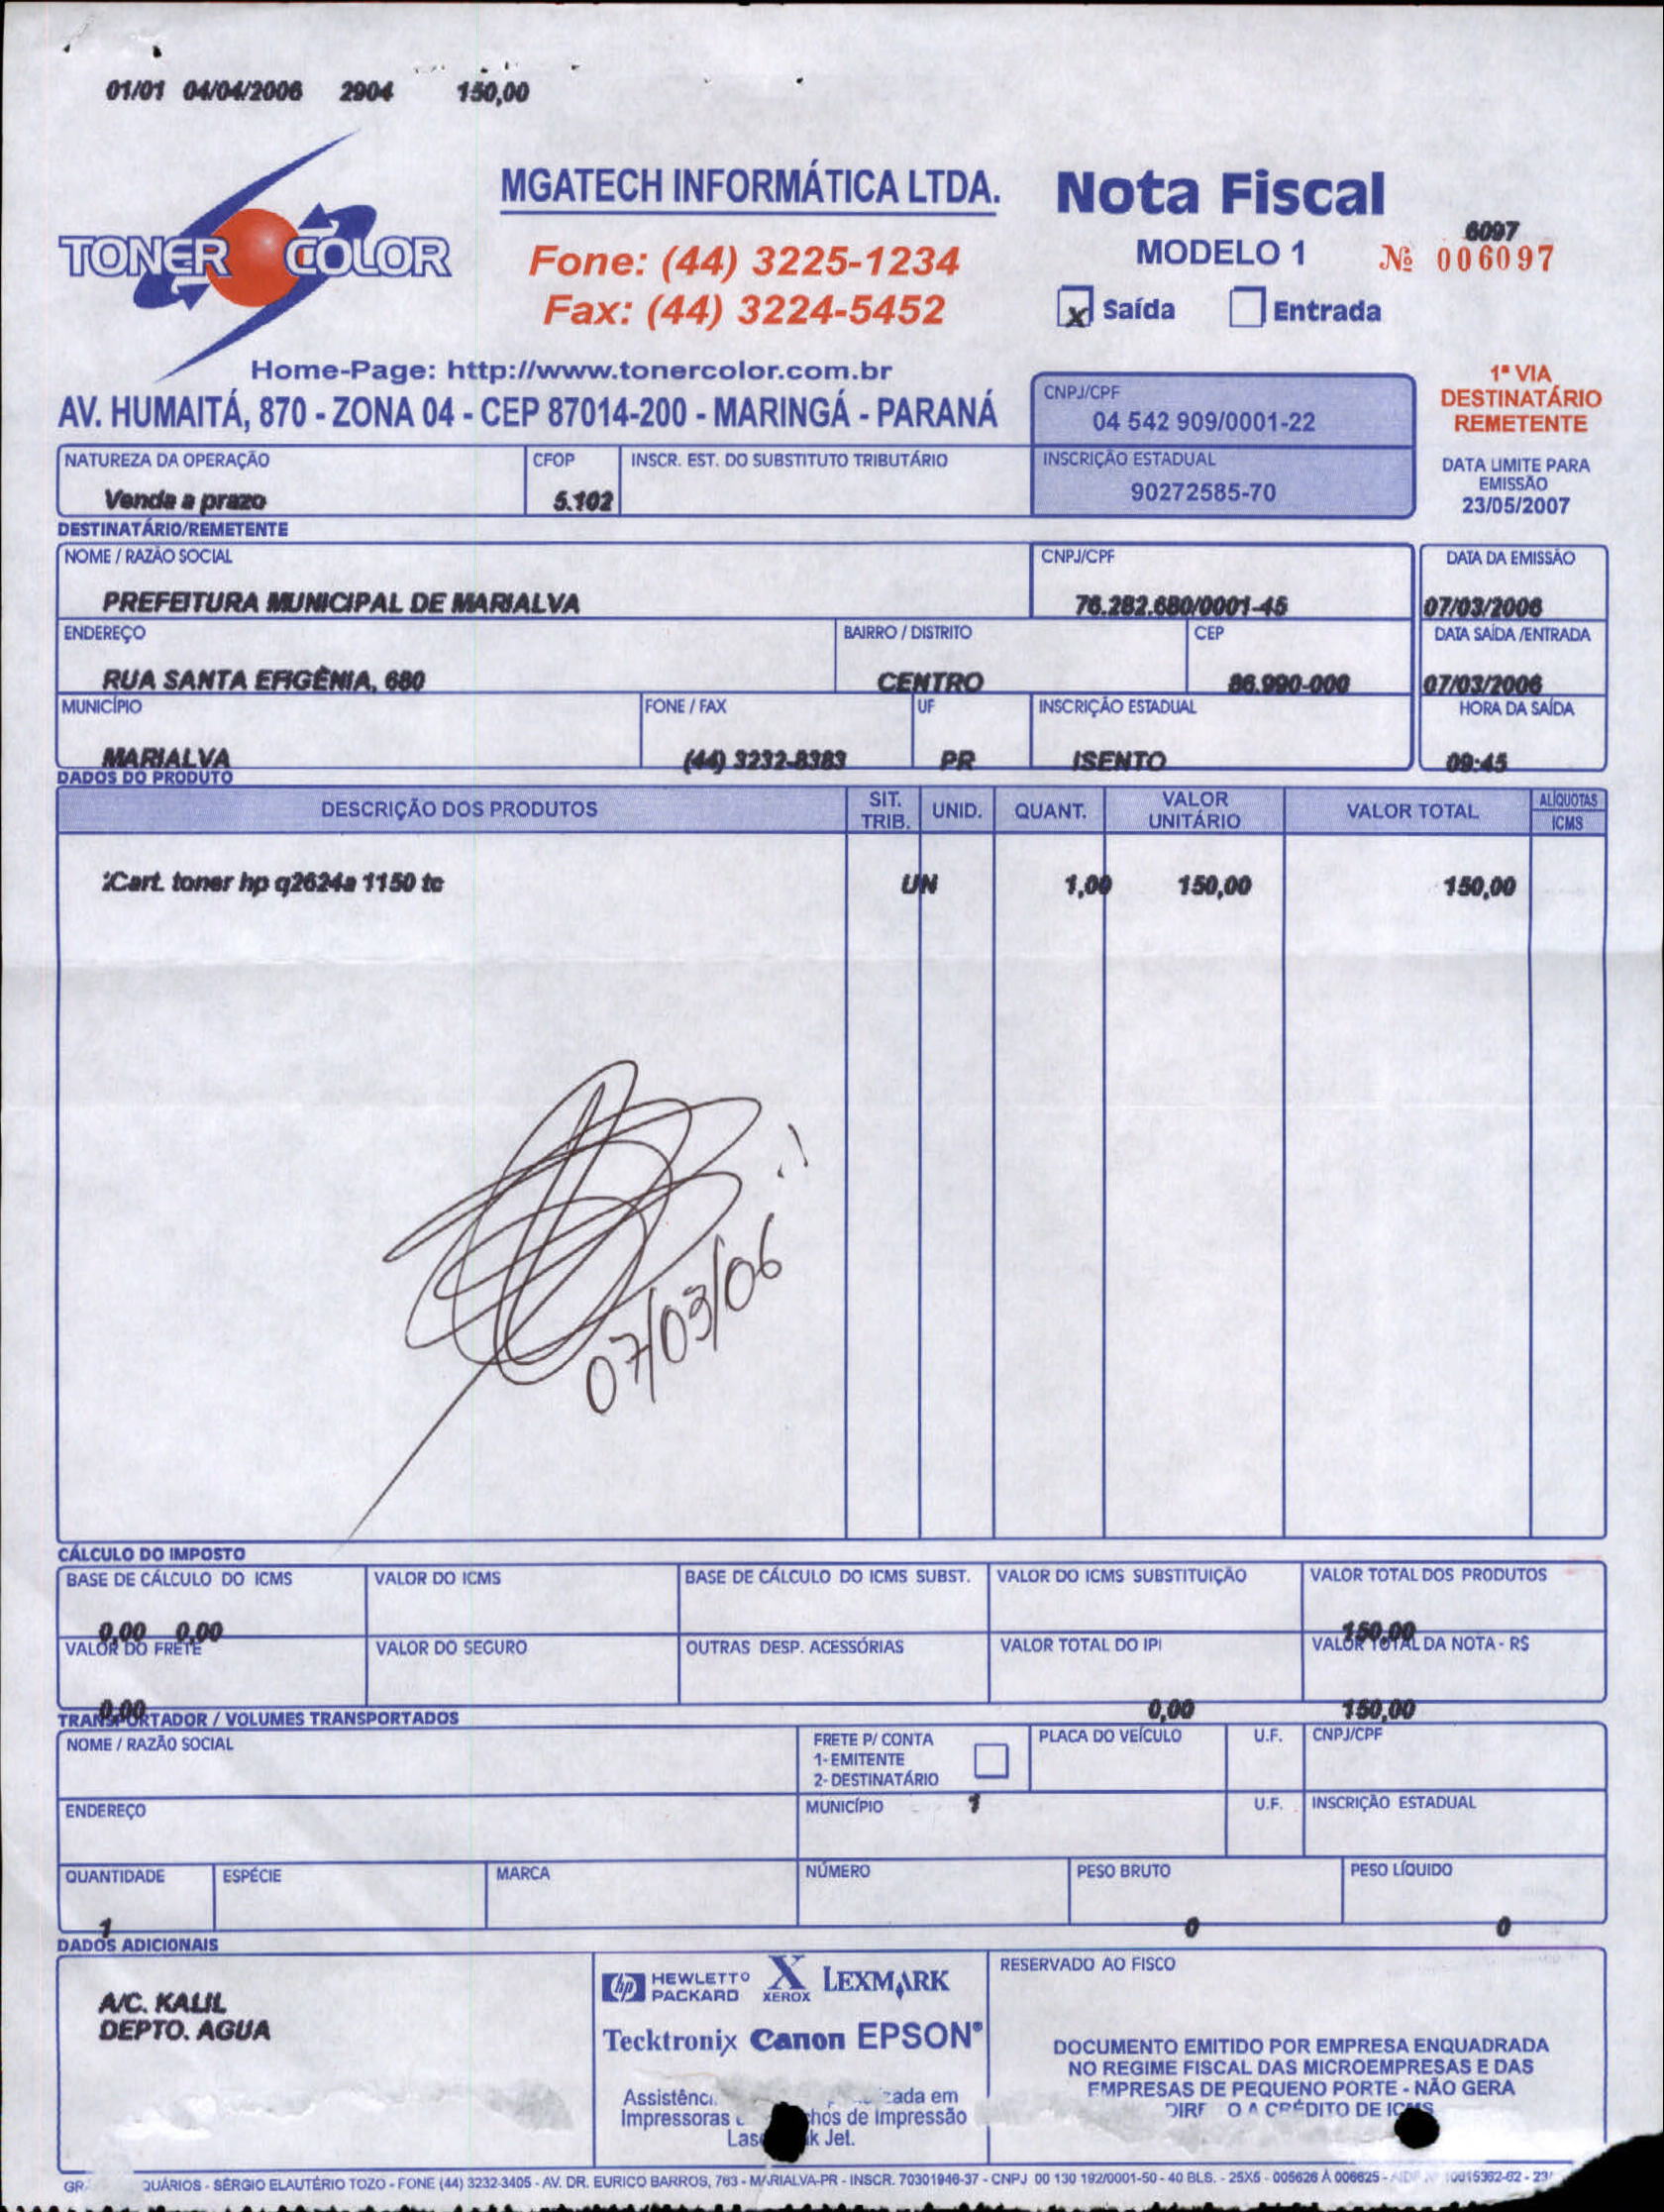 01/01 04/04/2006 2904 150,00
TONER COLOR
MGATECH INFORMÁTICA LTDA.
Fone: (44) 3225-1234
Fax: (44) 3224-5452
Home-Page: http://www.tonercolor.com.br
AV. HUMAITÁ, 870 - ZONA 04 - CEP 87014-200 - MARINGÁ - PARANÁ
Nota Fiscal
6097
MODELO 1 Nº 006097
x Saída Entrada
CNPJ/CPF
04 542 909/0001-22
INSCRIÇÃO ESTADUAL
90272585-70
1ª VIA
DESTINATÁRIO
REMETENTE
DATA LIMITE PARA
EMISSÃO
23/05/2007
NATUREZA DA OPERAÇÃO CFOP INSCR. EST. DO SUBSTITUTO TRIBUTÁRIO
Venda a prazo 5.102
DESTINATÁRIO/REMETENTE
NOME / RAZÃO SOCIAL CNPJ/CPF DATA DA EMISSÃO
PREFEITURA MUNICIPAL DE MARIALVA 76.282.680/0001-45 07/03/2006
ENDEREÇO BAIRRO / DISTRITO CEP DATA SAÍDA /ENTRADA
RUA SANTA EFIGÊNIA, 680 CENTRO 86.990-000 07/03/2006
MUNICÍPIO FONE / FAX UF INSCRIÇÃO ESTADUAL HORA DA SAÍDA
MARIALVA (44) 3232-8383 PR ISENTO 09:45
DADOS DO PRODUTO
DESCRIÇÃO DOS PRODUTOS SIT. TRIB. UNID. QUANT. VALOR UNITÁRIO VALOR TOTAL ALÍQUOTAS ICMS
Cart. toner hp q2624a 1150 tc UN 1,00 150,00 150,00
07/03/06
CÁLCULO DO IMPOSTO
BASE DE CÁLCULO DO ICMS VALOR DO ICMS BASE DE CÁLCULO DO ICMS SUBST. VALOR DO ICMS SUBSTITUIÇÃO VALOR TOTAL DOS PRODUTOS
0,00 0,00 150,00
VALOR DO FRETE VALOR DO SEGURO OUTRAS DESP. ACESSÓRIAS VALOR TOTAL DO IPI VALOR TOTAL DA NOTA - R$
0,00 0,00 150,00
TRANSPORTADOR / VOLUMES TRANSPORTADOS
NOME / RAZÃO SOCIAL FRETE P/ CONTA PLACA DO VEÍCULO U.F. CNPJ/CPF
1- EMITENTE
2- DESTINATÁRIO
ENDEREÇO MUNICÍPIO 1 U.F. INSCRIÇÃO ESTADUAL
QUANTIDADE ESPÉCIE MARCA NÚMERO PESO BRUTO PESO LÍQUIDO
1 0 0
DADOS ADICIONAIS
A/C. KALIL
DEPTO. AGUA
hp HEWLETT PACKARD X XEROX LEXMARK
Tecktronix Canon EPSON
em
Impressoras de Impressão
Jet.
RESERVADO AO FISCO
DOCUMENTO EMITIDO POR EMPRESA ENQUADRADA
NO REGIME FISCAL DAS MICROEMPRESAS E DAS
EMPRESAS DE PEQUENO PORTE - NÃO GERA
CRÉDITO DE
SÉRGIO ELAUTÉRIO TOZO - FONE (44) 3232-3405 - AV. DR. EURICO BARROS, 763 - MARIALVA-PR - INSCR. 70301946-37 - CNPJ 00 130 192/0001-50 - 40 BLS. - 25X5 - 005626 À 006625